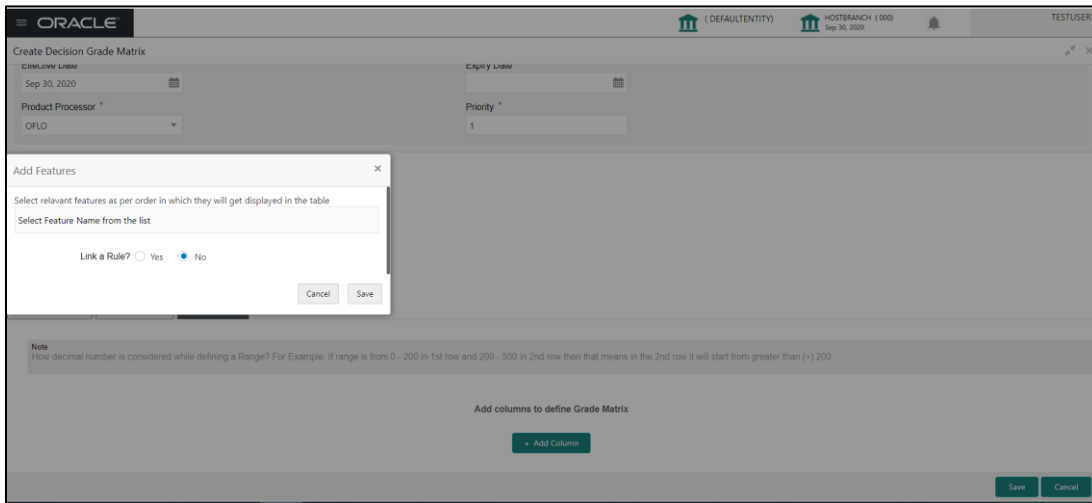 ORACLE
( DEFAULTENTITY)
HOSTBRANCH ( 000)
Sep 30, 2020
TESTUSER
Create Decision Grade Matrix
Effective Date
Expiry Date
Sep 30, 2020
Product Processor *
Priority *
OFLO
1
Add Features
Select relavant features as per order in which they will get displayed in the table
Select Feature Name from the list
Link a Rule? Yes No
Cancel Save
Note
How decimal number is considered while defining a Range? For Example: If range is from 0 - 200 in 1st row and 200 - 500 in 2nd row then that means in the 2nd row it will start from greater than (>) 200
Add columns to define Grade Matrix
+ Add Column
Save Cancel